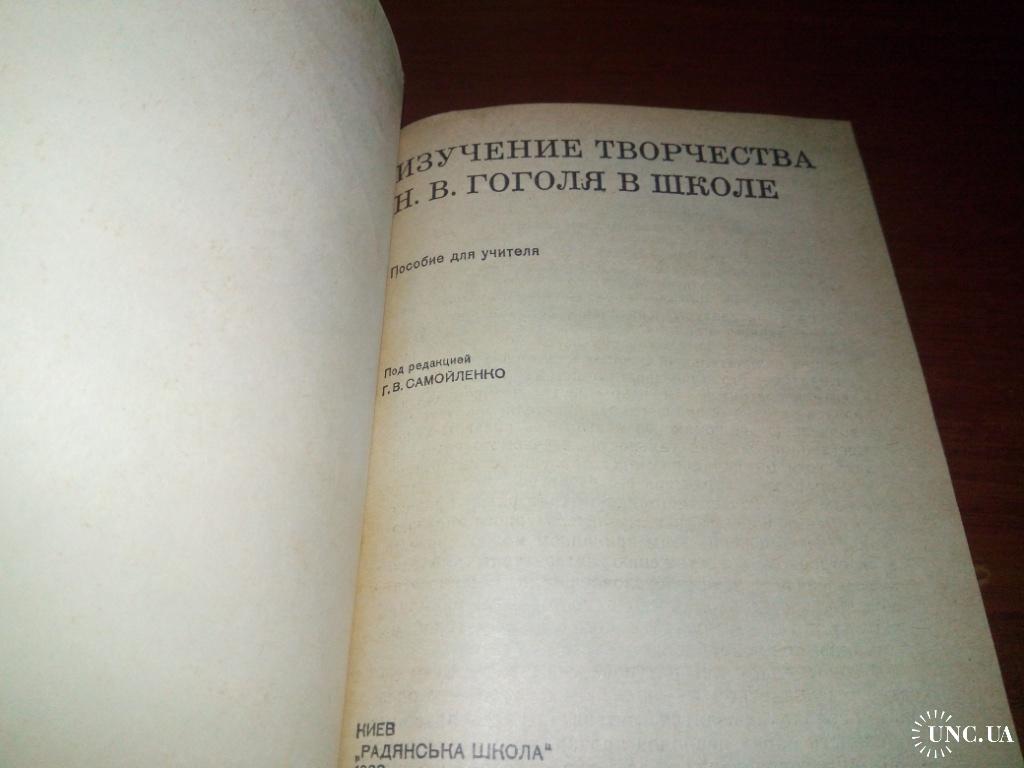 ИЗУЧЕНИЕ ТВОРЧЕСТВА
Н. В. ГОГОЛЯ В ШКОЛЕ
Пособие для учителя
Под редакцией
Г. В. САМОЙЛЕНКО
КИЕВ
„РАДЯНСЬКА ШКОЛА"
UNC.UA